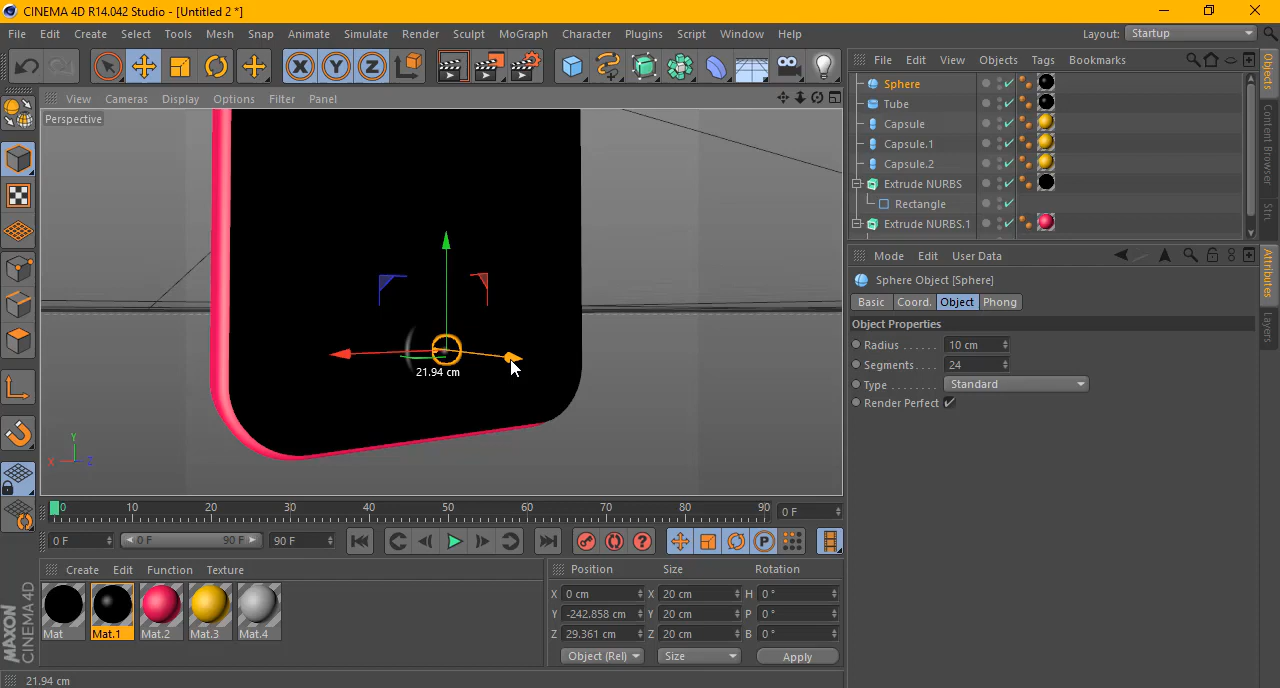 CINEMA 4D R14.042 Studio - [Untitled 2 *]
File Edit Create Select Tools Mesh Snap Animate Simulate Render Sculpt MoGraph Character Plugins Script Window Help Layout: Startup
View Cameras Display Options Filter Panel
Perspective
21.94 cm
Y
X Z
File Edit View Objects Tags Bookmarks
Sphere
Tube
Capsule
Capsule.1
Capsule.2
Extrude NURBS
Rectangle
Extrude NURBS.1
Objects
Content Browser
Stru
Mode Edit User Data
Sphere Object [Sphere]
Basic Coord. Object Phong
Object Properties
Radius . . . . . . 10 cm
Segments . . . . 24
Type . . . . . . . . Standard
Render Perfect
Attributes
Layers
0 10 20 30 40 50 60 70 80 90 0 F
0 F 0 F 90 F 90 F
Create Edit Function Texture
Mat Mat.1 Mat.2 Mat.3 Mat.4
Position Size Rotation
X 0 cm X 20 cm H 0 °
Y -242.858 cm Y 20 cm P 0 °
Z 29.361 cm Z 20 cm B 0 °
Object (Rel) Size Apply
MAXON
CINEMA 4D
21.94 cm